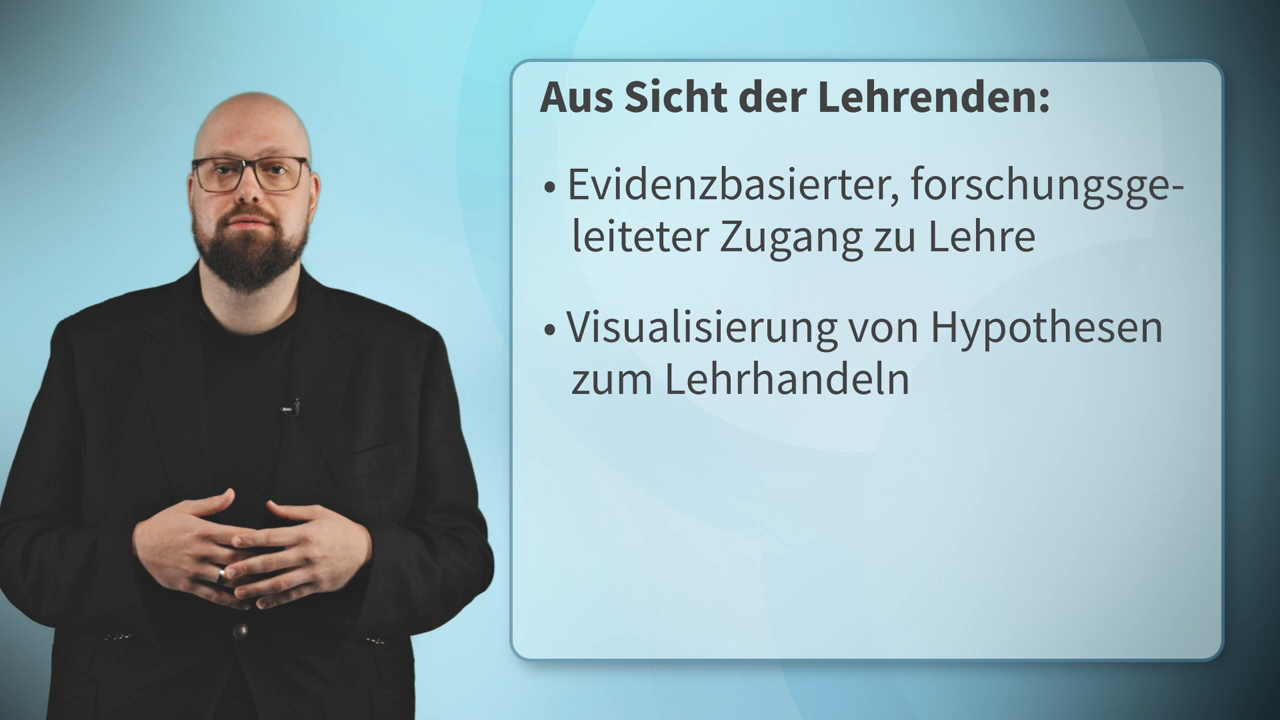 Aus Sicht der Lehrenden:
• Evidenzbasierter, forschungsge-
leiteter Zugang zu Lehre
• Visualisierung von Hypothesen
zum Lehrhandeln